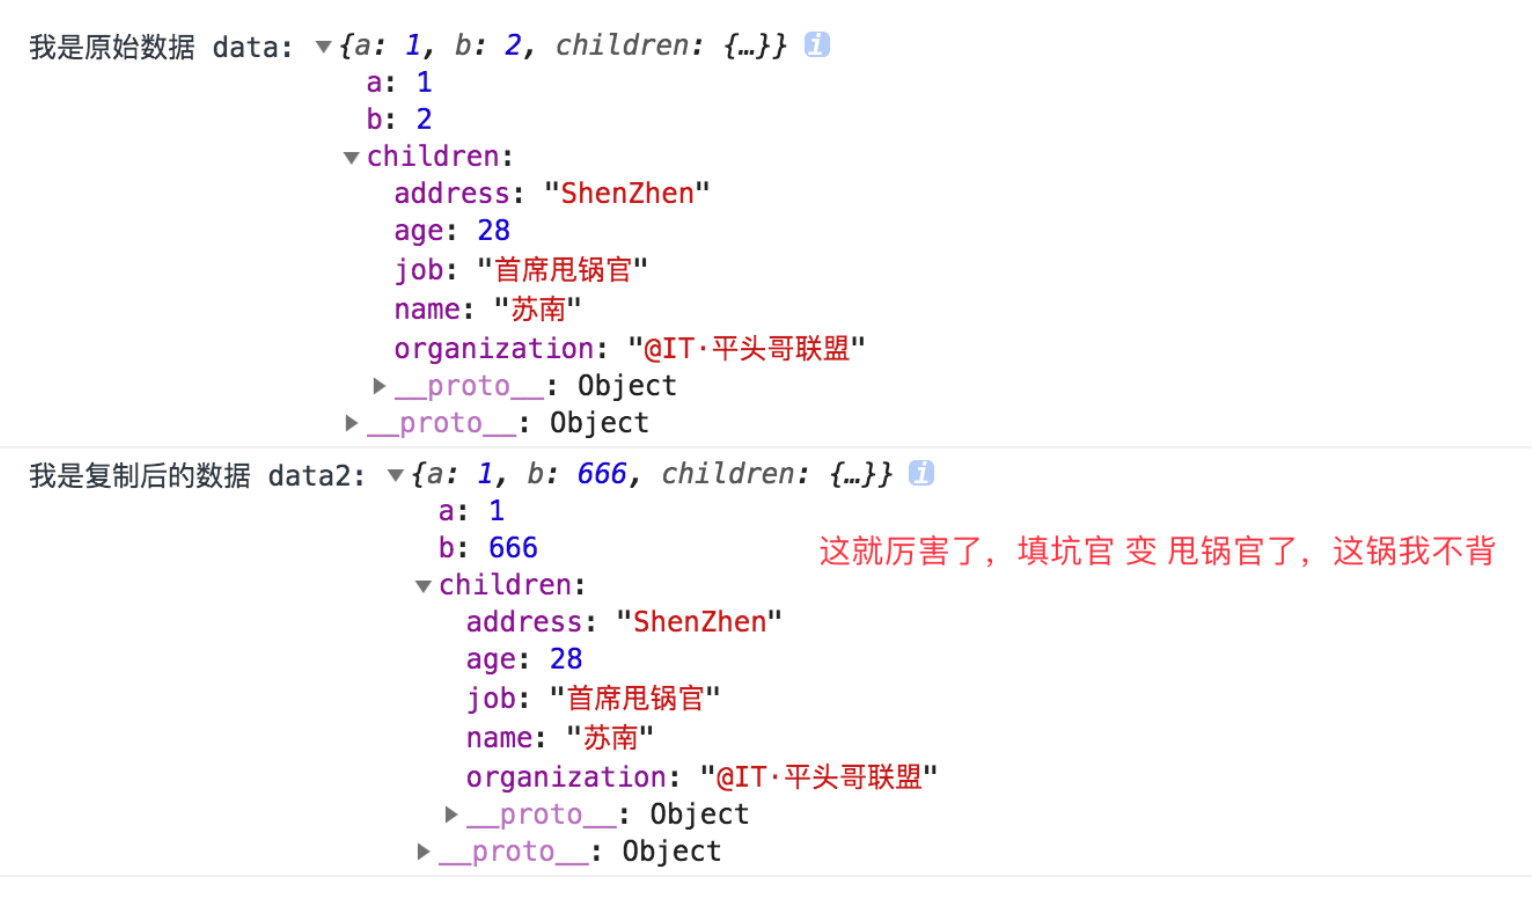 我是原始数据 data: ▼{a: 1, b: 2, children: {…}} i
a: 1
b: 2
▼children:
address: "ShenZhen"
age: 28
job: "首席甩锅官"
name: "苏南"
organization: "@IT·平头哥联盟"
▶__proto__: Object
▶__proto__: Object
我是复制后的数据 data2: ▼{a: 1, b: 666, children: {…}} i
a: 1
b: 666
这就厉害了，填坑官 变 甩锅官了，这锅我不背
▼children:
address: "ShenZhen"
age: 28
job: "首席甩锅官"
name: "苏南"
organization: "@IT·平头哥联盟"
▶__proto__: Object
▶__proto__: Object